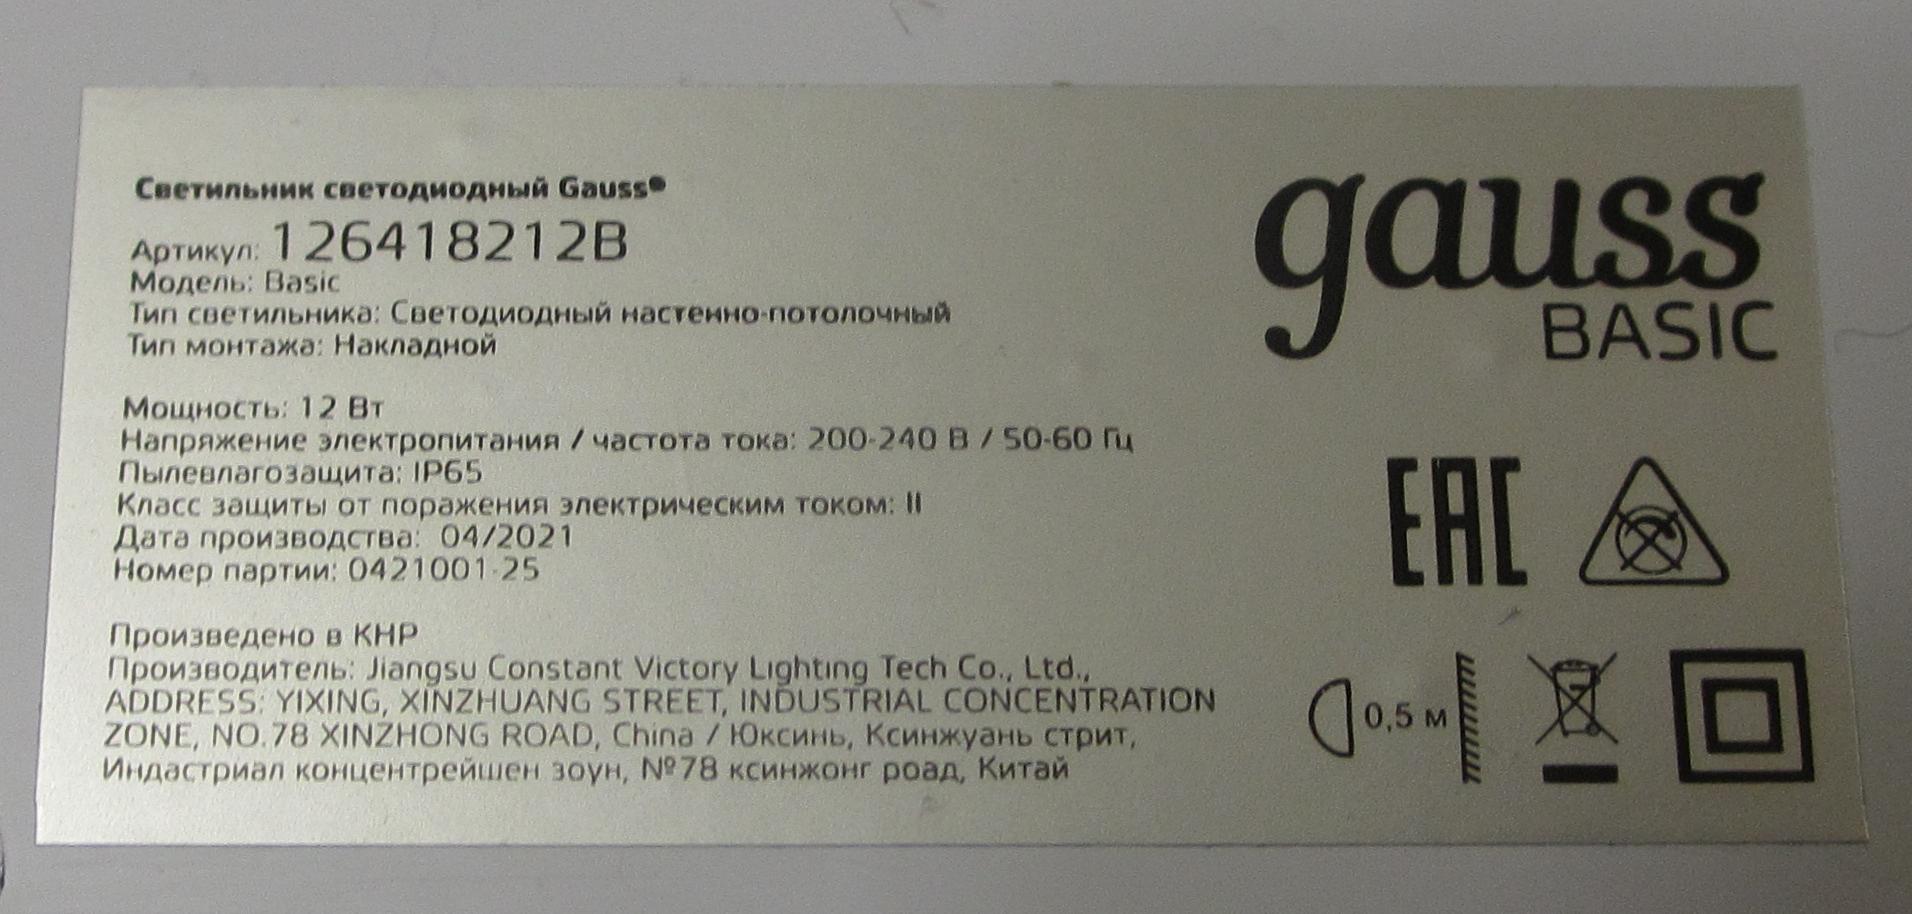 Светильник светодиодный Gauss®
Артикул: 126418212B
Модель: Basic
Тип светильника: Светодиодный настенно-потолочный
Тип монтажа: Накладной
Мощность: 12 Вт
Напряжение электропитания / частота тока: 200-240 В / 50-60 Гц
Пылевлагозащита: IP65
Класс защиты от поражения электрическим током: II
Дата производства: 04/2021
Номер партии: 0421001-25
Произведено в КНР
Производитель: Jiangsu Constant Victory Lighting Tech Co., Ltd.,
ADDRESS: YIXING, XINZHUANG STREET, INDUSTRIAL CONCENTRATION
ZONE, NO.78 XINZHONG ROAD, China / Юксинь, Ксинжуань стрит,
Индастриал концентрейшен зоун, №78 ксинжонг роад, Китай
gauss
BASIC
EAC
0,5 м